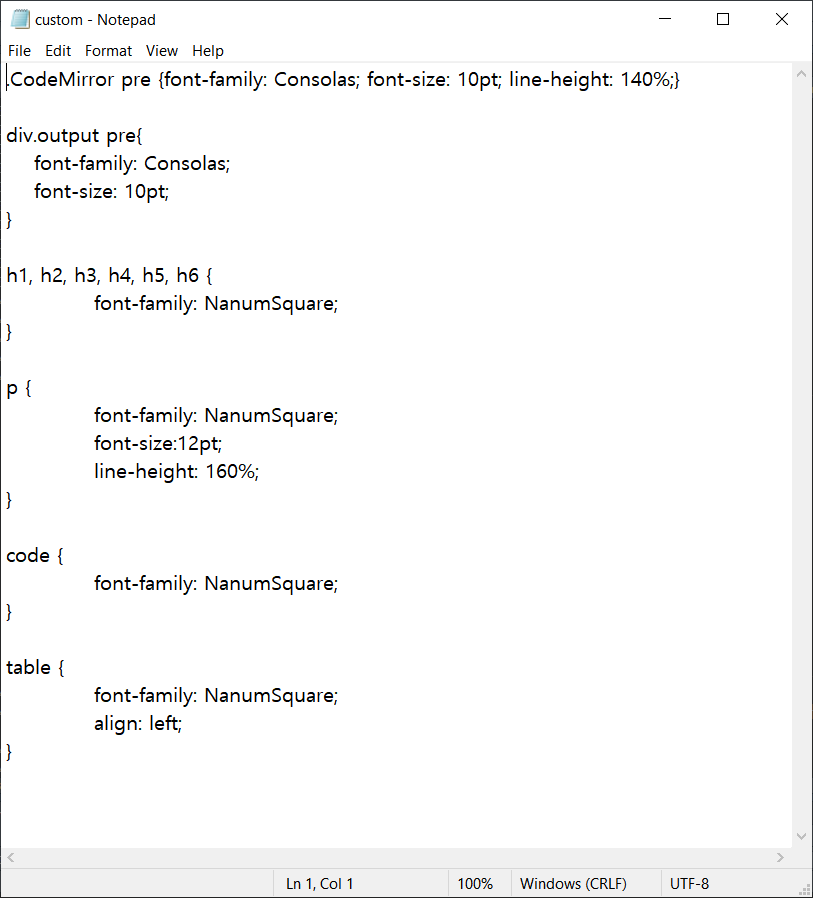 custom - Notepad
File Edit Format View Help
.CodeMirror pre {font-family: Consolas; font-size: 10pt; line-height: 140%;}
div.output pre{
font-family: Consolas;
font-size: 10pt;
}
h1, h2, h3, h4, h5, h6 {
font-family: NanumSquare;
}
p {
font-family: NanumSquare;
font-size:12pt;
line-height: 160%;
}
code {
font-family: NanumSquare;
}
table {
font-family: NanumSquare;
align: left;
}
Ln 1, Col 1 100% Windows (CRLF) UTF-8